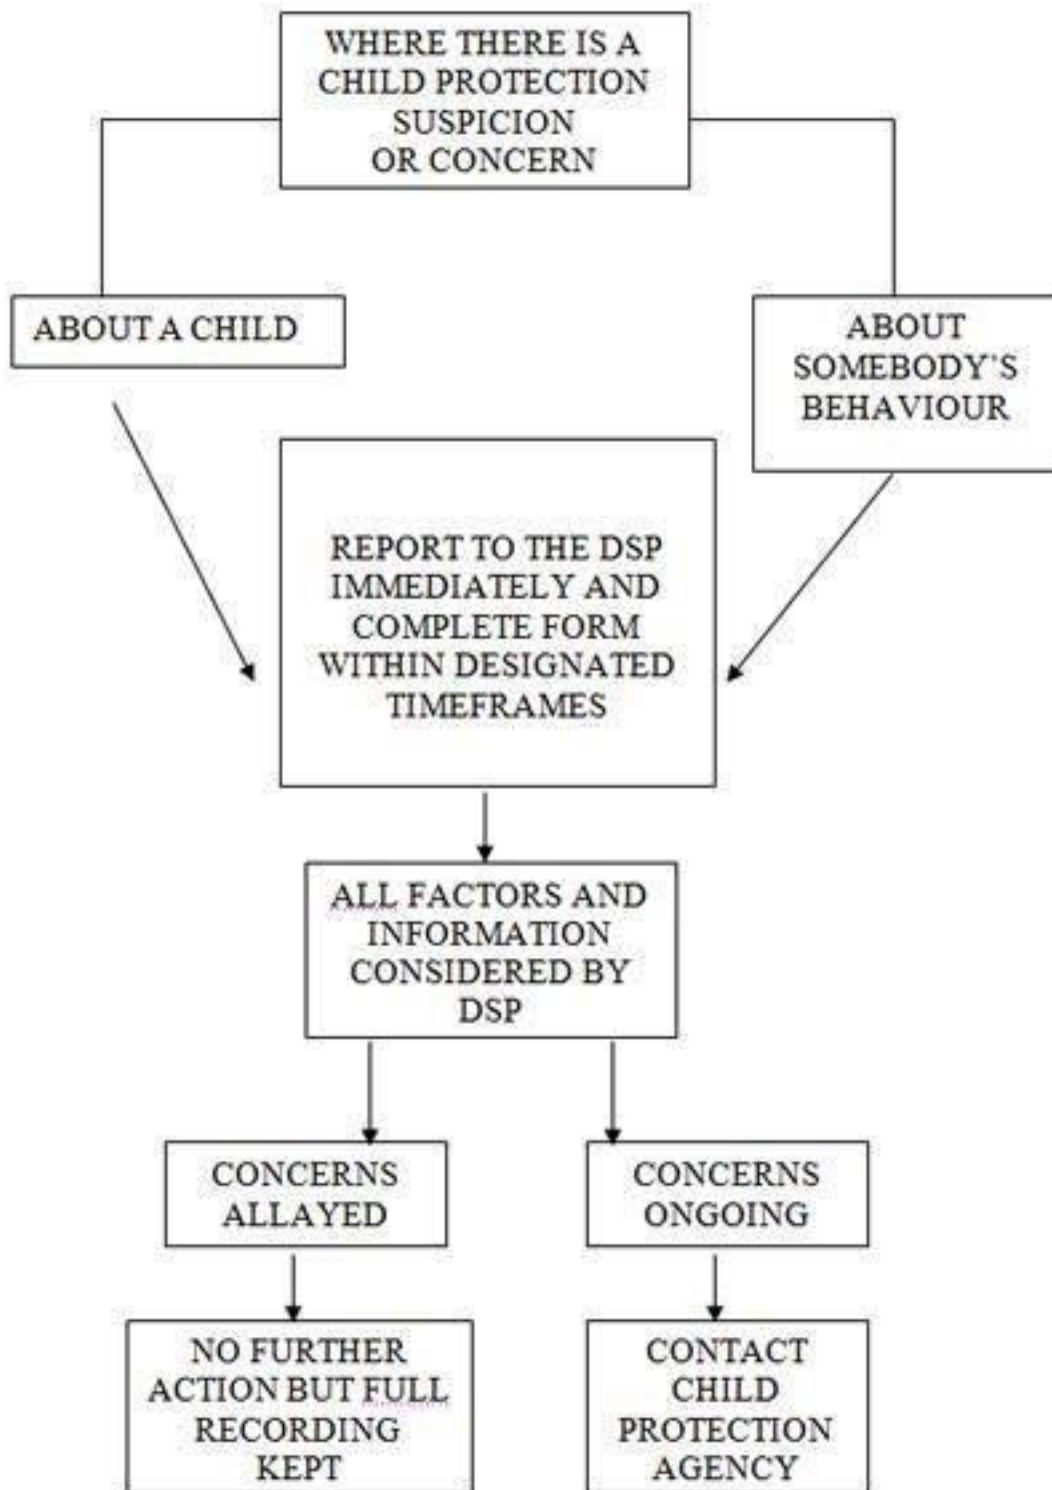 WHERE THERE IS A
CHILD PROTECTION
SUSPICION
OR CONCERN
ABOUT A CHILD
ABOUT
SOMEBODY'S
BEHAVIOUR
REPORT TO THE DSP
IMMEDIATELY AND
COMPLETE FORM
WITHIN DESIGNATED
TIMEFRAMES
ALL FACTORS AND
INFORMATION
CONSIDERED BY
DSP
CONCERNS
ALLAYED
CONCERNS
ONGOING
NO FURTHER
ACTION BUT FULL
RECORDING
KEPT
CONTACT
CHILD
PROTECTION
AGENCY